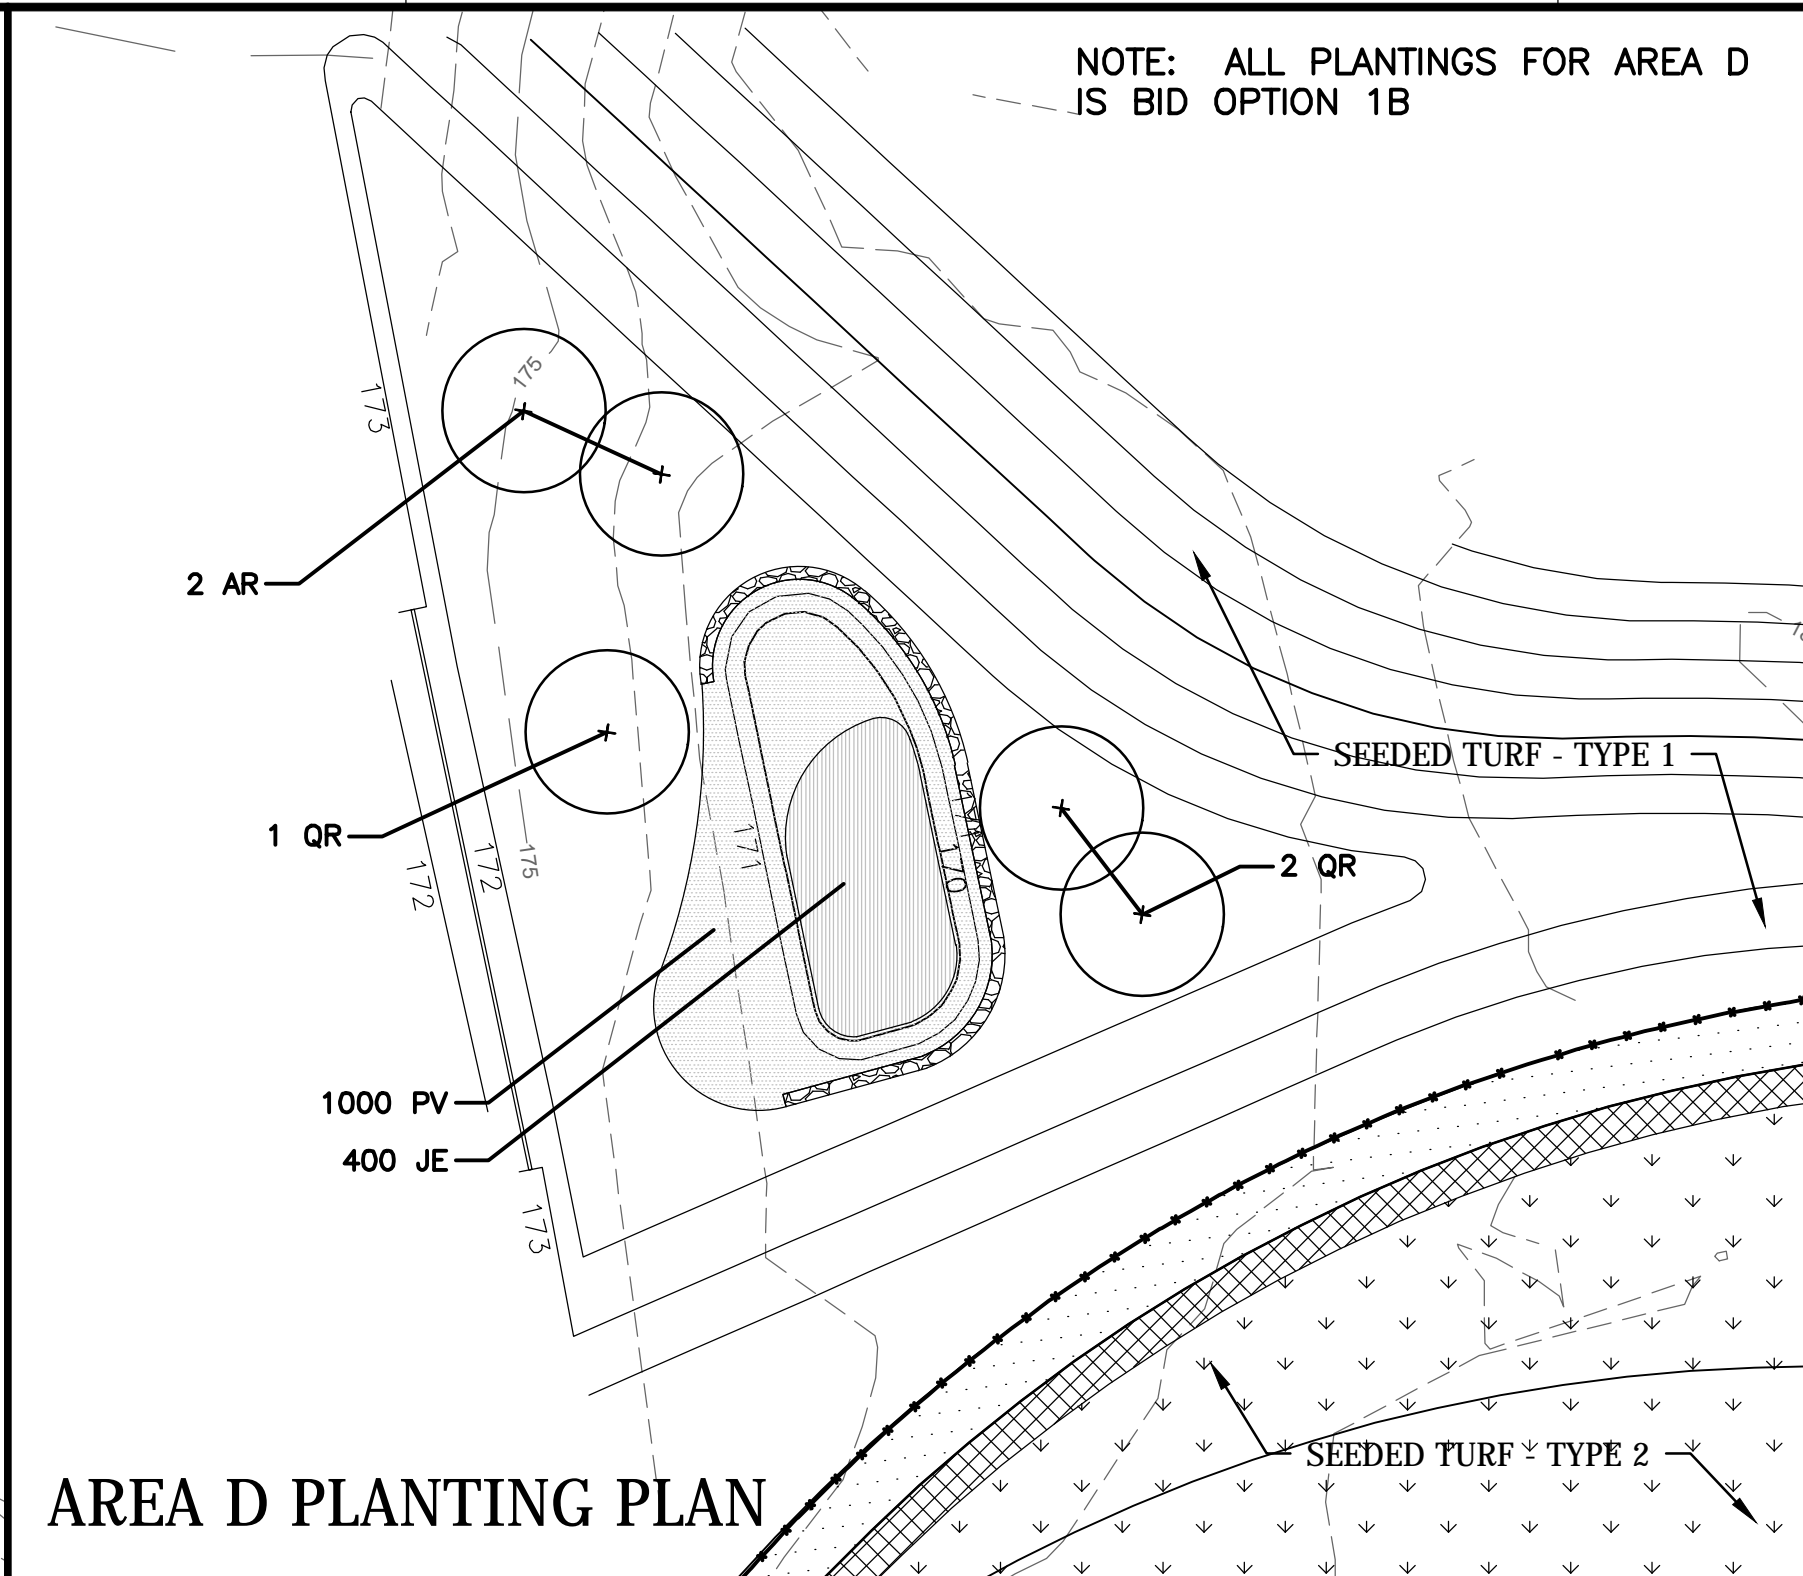 NOTE: ALL PLANTINGS FOR AREA D
IS BID OPTION 1B
175
173
2 AR
SEEDED TURF - TYPE 1
1 QR
171
170
2 QR
172
172
175
1000 PV
400 JE
173
SEEDED TURF - TYPE 2
AREA D PLANTING PLAN